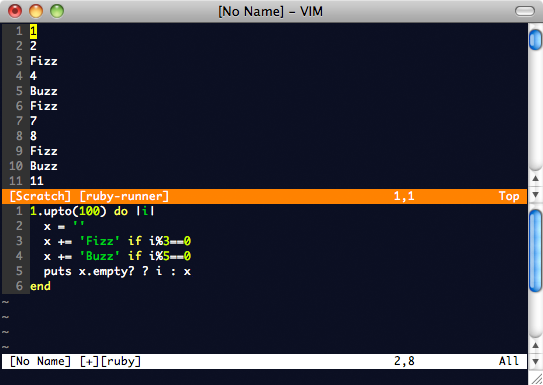 [No Name] - VIM
1 1
2 2
3 Fizz
4 4
5 Buzz
6 Fizz
7 7
8 8
9 Fizz
10 Buzz
11 11
[Scratch] [ruby-runner] 1,1 Top
1 1.upto(100) do |i|
2   x = ''
3   x += 'Fizz' if i%3==0
4   x += 'Buzz' if i%5==0
5   puts x.empty? ? i : x
6 end
~
~
~
~
[No Name] [+][ruby] 2,8 All